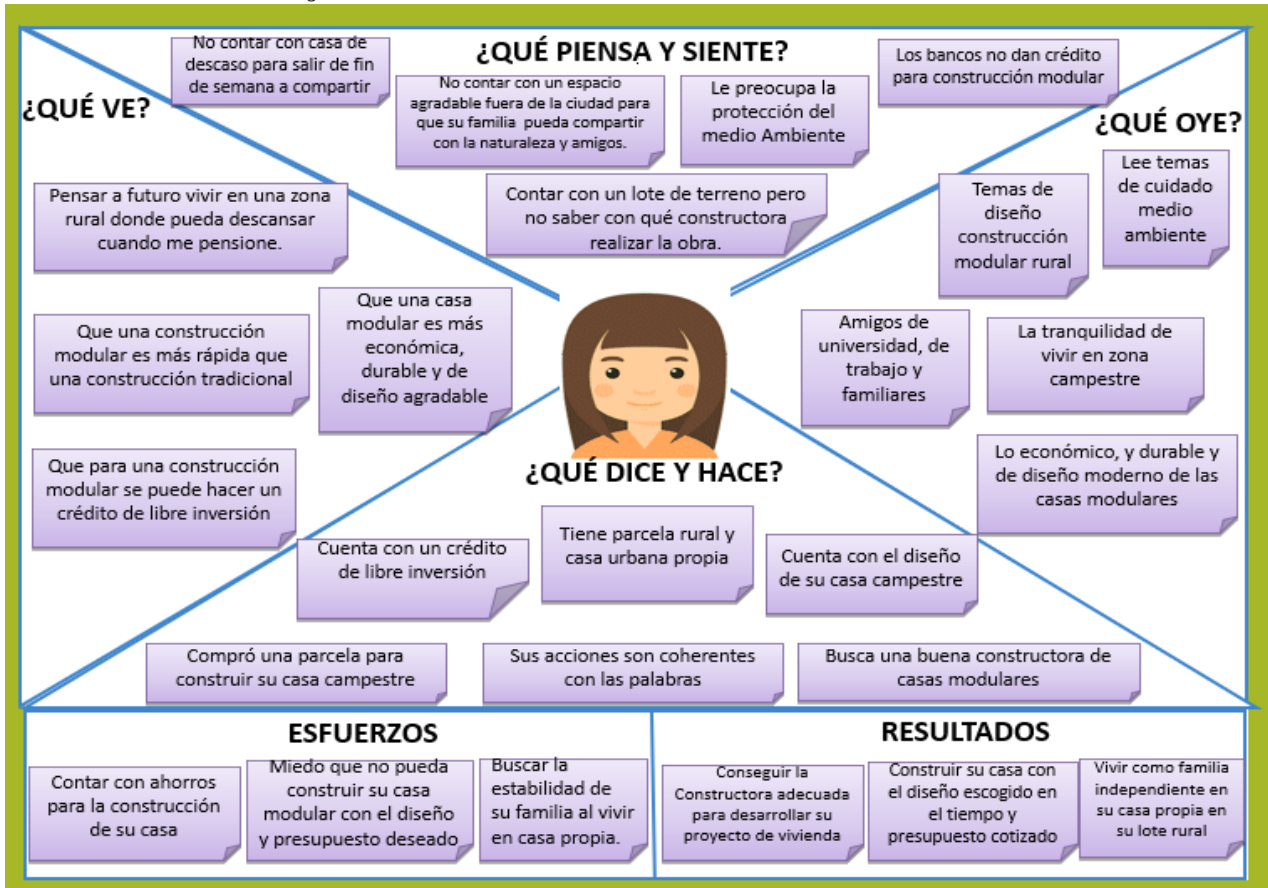 ¿QUÉ PIENSA Y SIENTE?
No contar con casa de
descaso para salir de fin
de semana a compartir
No contar con un espacio
agradable fuera de la ciudad para
que su familia pueda compartir
con la naturaleza y amigos.
Le preocupa la
protección del
medio Ambiente
Los bancos no dan crédito
para construcción modular
Contar con un lote de terreno pero
no saber con qué constructora
realizar la obra.
¿QUÉ VE?
Pensar a futuro vivir en una zona
rural donde pueda descansar
cuando me pensione.
Que una construcción
modular es más rápida que
una construcción tradicional
Que una casa
modular es más
económica,
durable y de
diseño agradable
Que para una construcción
modular se puede hacer un
crédito de libre inversión
¿QUÉ OYE?
Lee temas
de cuidado
medio
ambiente
Temas de
diseño
construcción
modular rural
Amigos de
universidad, de
trabajo y
familiares
La tranquilidad de
vivir en zona
campestre
Lo económico, y durable y
de diseño moderno de las
casas modulares
¿QUÉ DICE Y HACE?
Cuenta con un crédito
de libre inversión
Tiene parcela rural y
casa urbana propia
Cuenta con el diseño
de su casa campestre
Compró una parcela para
construir su casa campestre
Sus acciones son coherentes
con las palabras
Busca una buena constructora de
casas modulares
ESFUERZOS
Contar con ahorros
para la construcción
de su casa
Miedo que no pueda
construir su casa
modular con el diseño
y presupuesto deseado
Buscar la
estabilidad de
su familia al vivir
en casa propia.
RESULTADOS
Conseguir la
Constructora adecuada
para desarrollar su
proyecto de vivienda
Construir su casa con
el diseño escogido en
el tiempo y
presupuesto cotizado
Vivir como familia
independiente en
su casa propia en
su lote rural